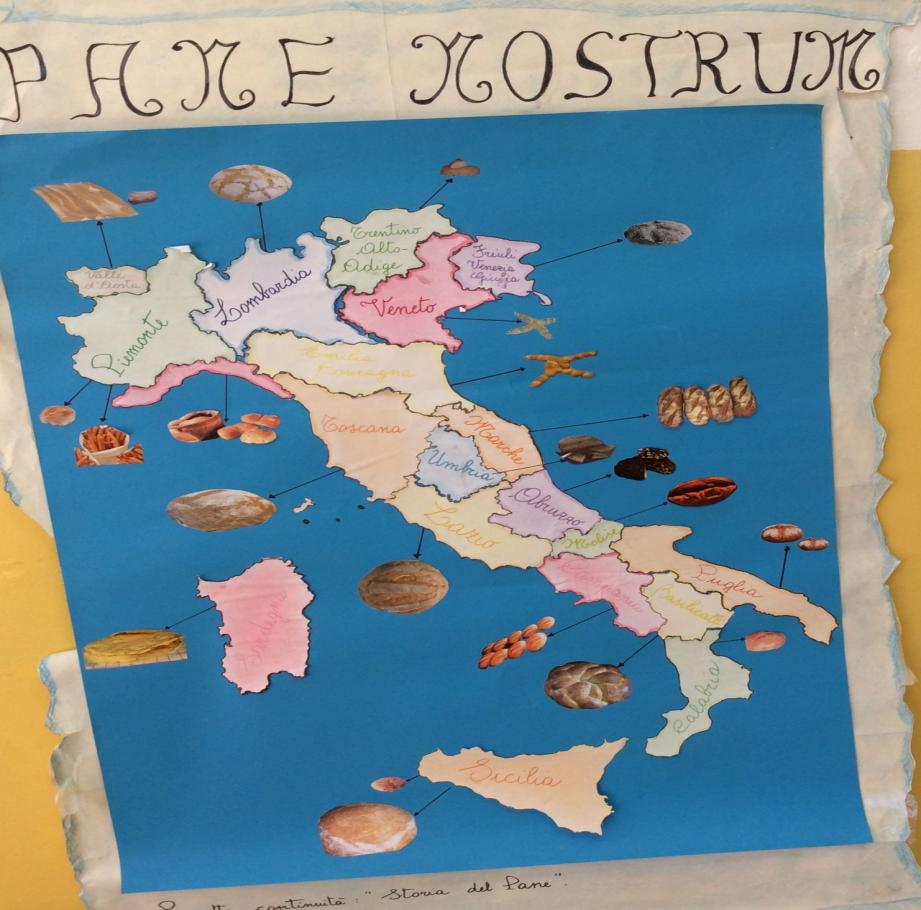 PANE NOSTRUM
Trentino
Alto-
Adige
Friuli
Venezia
Giulia
Valle
d'Aosta
Lombardia
Veneto
Piemonte
Emilia
Romagna
Toscana
Marche
Umbria
Abruzzo
Lazio
Molise
Puglia
Campania
Basilicata
Sardegna
Calabria
Sicilia
continuità: "Storia del Pane".